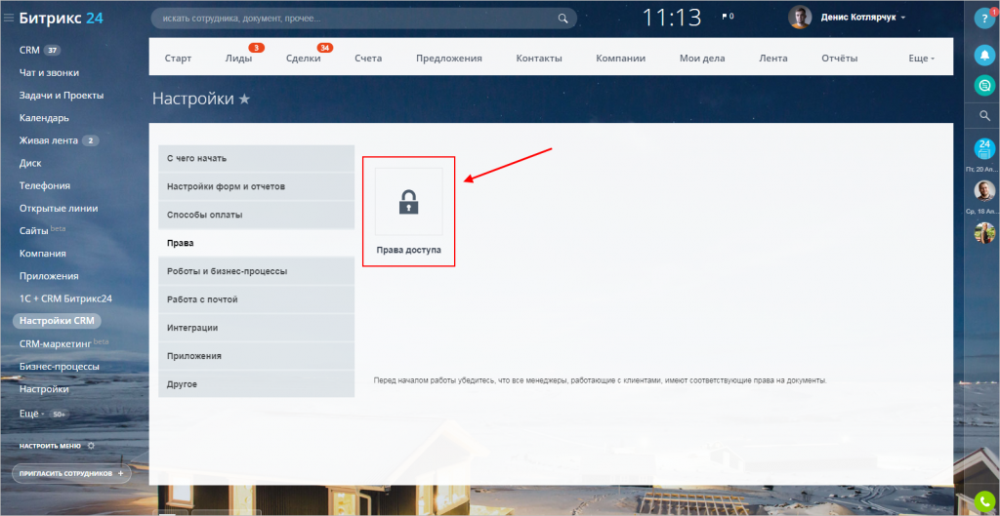 Битрикс 24
искать сотрудника, документ, прочее...
11:13
0
Денис Котлярчук
?
1
CRM 37
Чат и звонки
Задачи и Проекты
Календарь
Живая лента 2
Диск
Телефония
Открытые линии
Сайты beta
Компания
Приложения
1С + CRM Битрикс24
Настройки CRM
CRM-маркетинг beta
Бизнес-процессы
Настройки
Ещё 50+
НАСТРОИТЬ МЕНЮ
ПРИГЛАСИТЬ СОТРУДНИКОВ +
Старт Лиды 3 Сделки 34 Счета Предложения Контакты Компании Мои дела Лента Отчёты Еще
Настройки
С чего начать
Настройки форм и отчетов
Способы оплаты
Права
Роботы и бизнес-процессы
Работа с почтой
Интеграции
Приложения
Другое
Права доступа
Перед началом работы убедитесь, что все менеджеры, работающие с клиентами, имеют соответствующие права на документы.
24
Пт, 20 Ап...
Ср, 18 Ап...